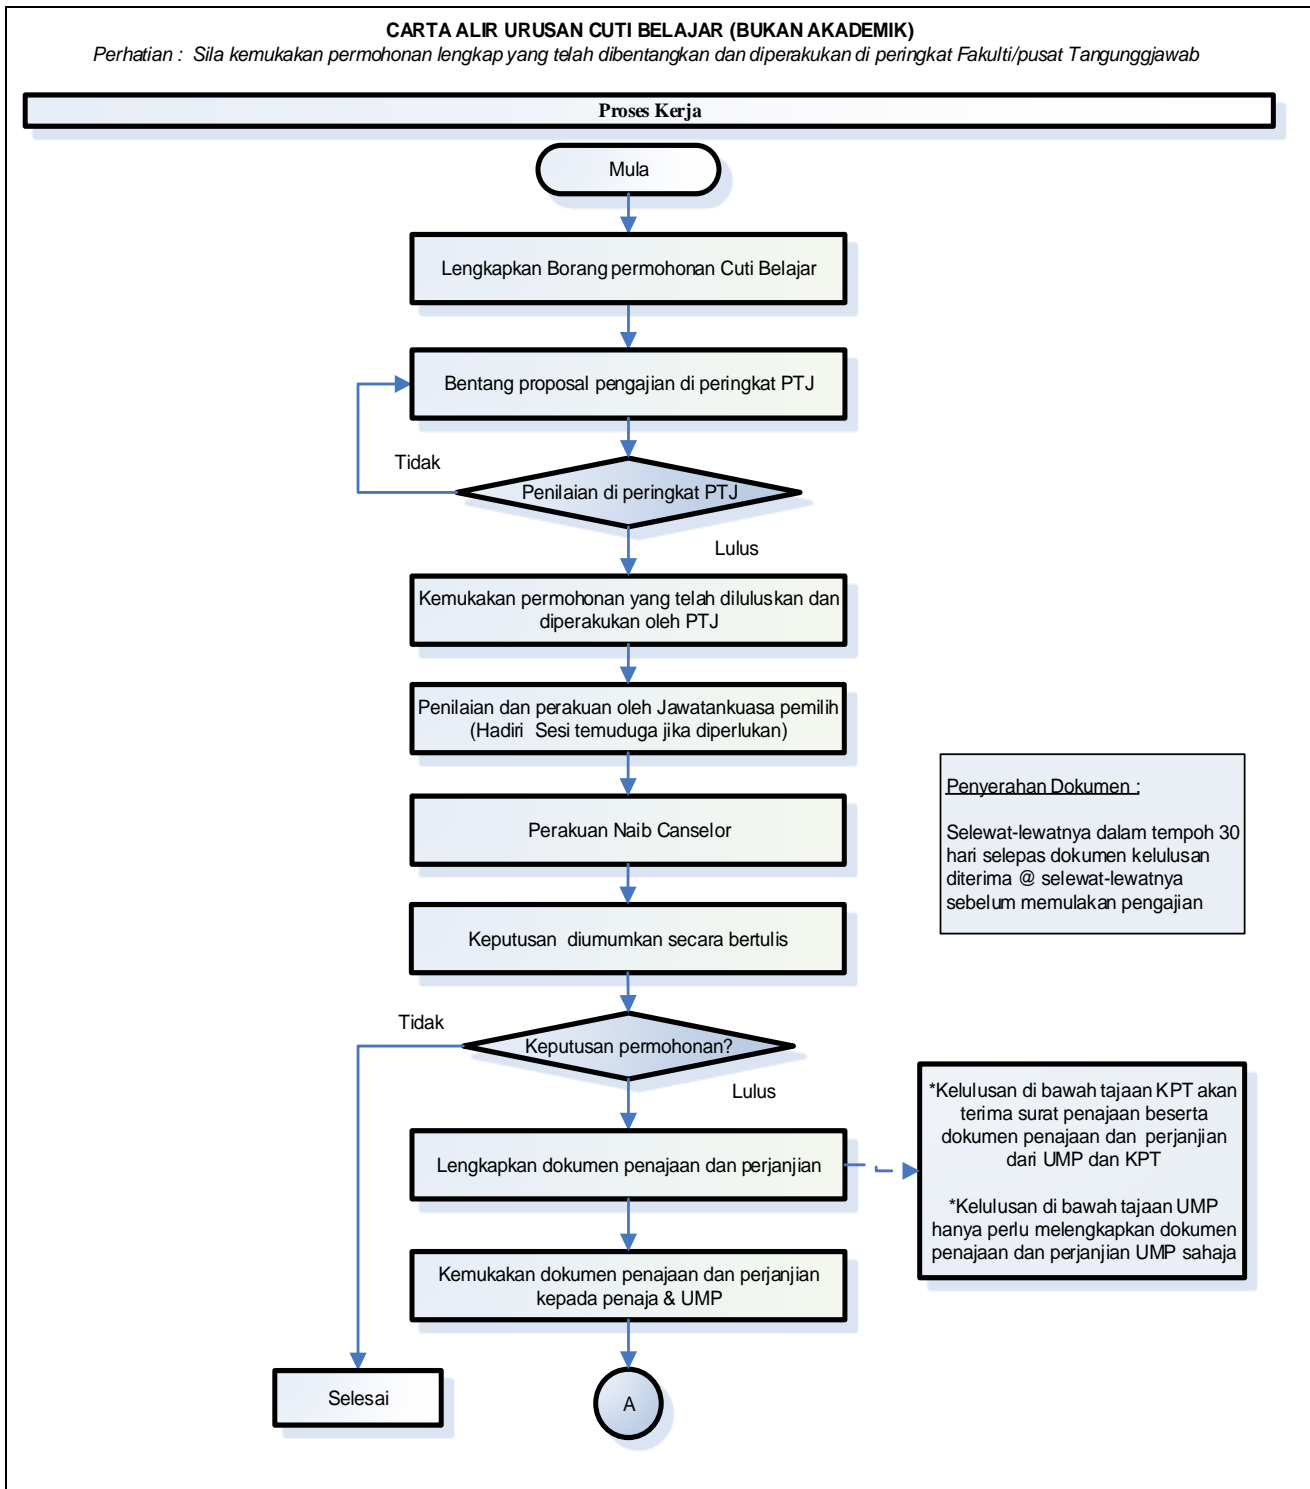 CARTA ALIR URUSAN CUTI BELAJAR (BUKAN AKADEMIK)
Perhatian : Sila kemukakan permohonan lengkap yang telah dibentangkan dan diperakukan di peringkat Fakulti/pusat Tangunggjawab
Proses Kerja
Mula
Lengkapkan Borang permohonan Cuti Belajar
Bentang proposal pengajian di peringkat PTJ
Tidak
Penilaian di peringkat PTJ
Lulus
Kemukakan permohonan yang telah diluluskan dan
diperakukan oleh PTJ
Penilaian dan perakuan oleh Jawatankuasa pemilih
(Hadiri Sesi temuduga jika diperlukan)
Perakuan Naib Canselor
Penyerahan Dokumen :
Selewat-lewatnya dalam tempoh 30
hari selepas dokumen kelulusan
diterima @ selewat-lewatnya
sebelum memulakan pengajian
Keputusan diumumkan secara bertulis
Tidak
Keputusan permohonan?
Lulus
Lengkapkan dokumen penajaan dan perjanjian
*Kelulusan di bawah tajaan KPT akan
terima surat penajaan beserta
dokumen penajaan dan perjanjian
dari UMP dan KPT
*Kelulusan di bawah tajaan UMP
hanya perlu melengkapkan dokumen
penajaan dan perjanjian UMP sahaja
Kemukakan dokumen penajaan dan perjanjian
kepada penaja & UMP
Selesai
A